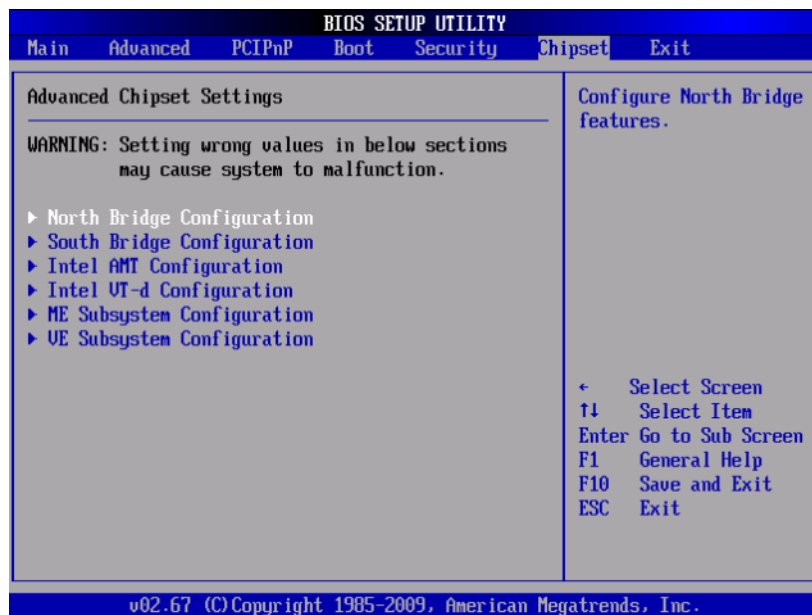 BIOS SETUP UTILITY
Main Advanced PCIPnP Boot Security Chipset Exit
Advanced Chipset Settings
WARNING: Setting wrong values in below sections
may cause system to malfunction.
▶ North Bridge Configuration
▶ South Bridge Configuration
▶ Intel AMT Configuration
▶ Intel VT-d Configuration
▶ ME Subsystem Configuration
▶ VE Subsystem Configuration
Configure North Bridge
features.
← Select Screen
↑↓ Select Item
Enter Go to Sub Screen
F1 General Help
F10 Save and Exit
ESC Exit
v02.67 (C)Copyright 1985-2009, American Megatrends, Inc.